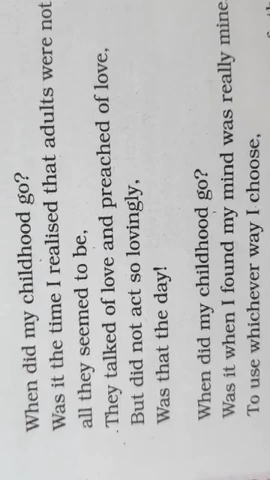 When did my childhood go?
Was it the time I realised that adults were not
all they seemed to be,
They talked of love and preached of love,
But did not act so lovingly,
Was that the day!
When did my childhood go?
Was it when I found my mind was really mine
To use whichever way I choose,